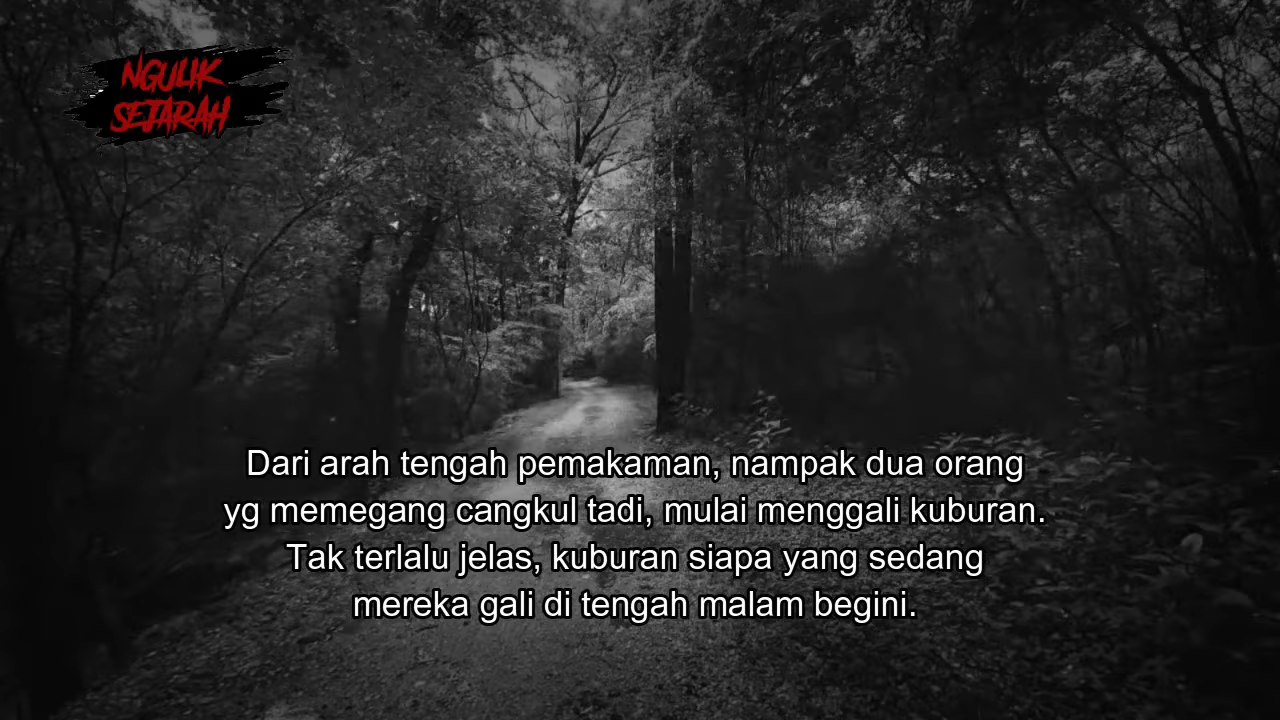 NGULIK
SEJARAH
Dari arah tengah pemakaman, nampak dua orang
yg memegang cangkul tadi, mulai menggali kuburan.
Tak terlalu jelas, kuburan siapa yang sedang
mereka gali di tengah malam begini.